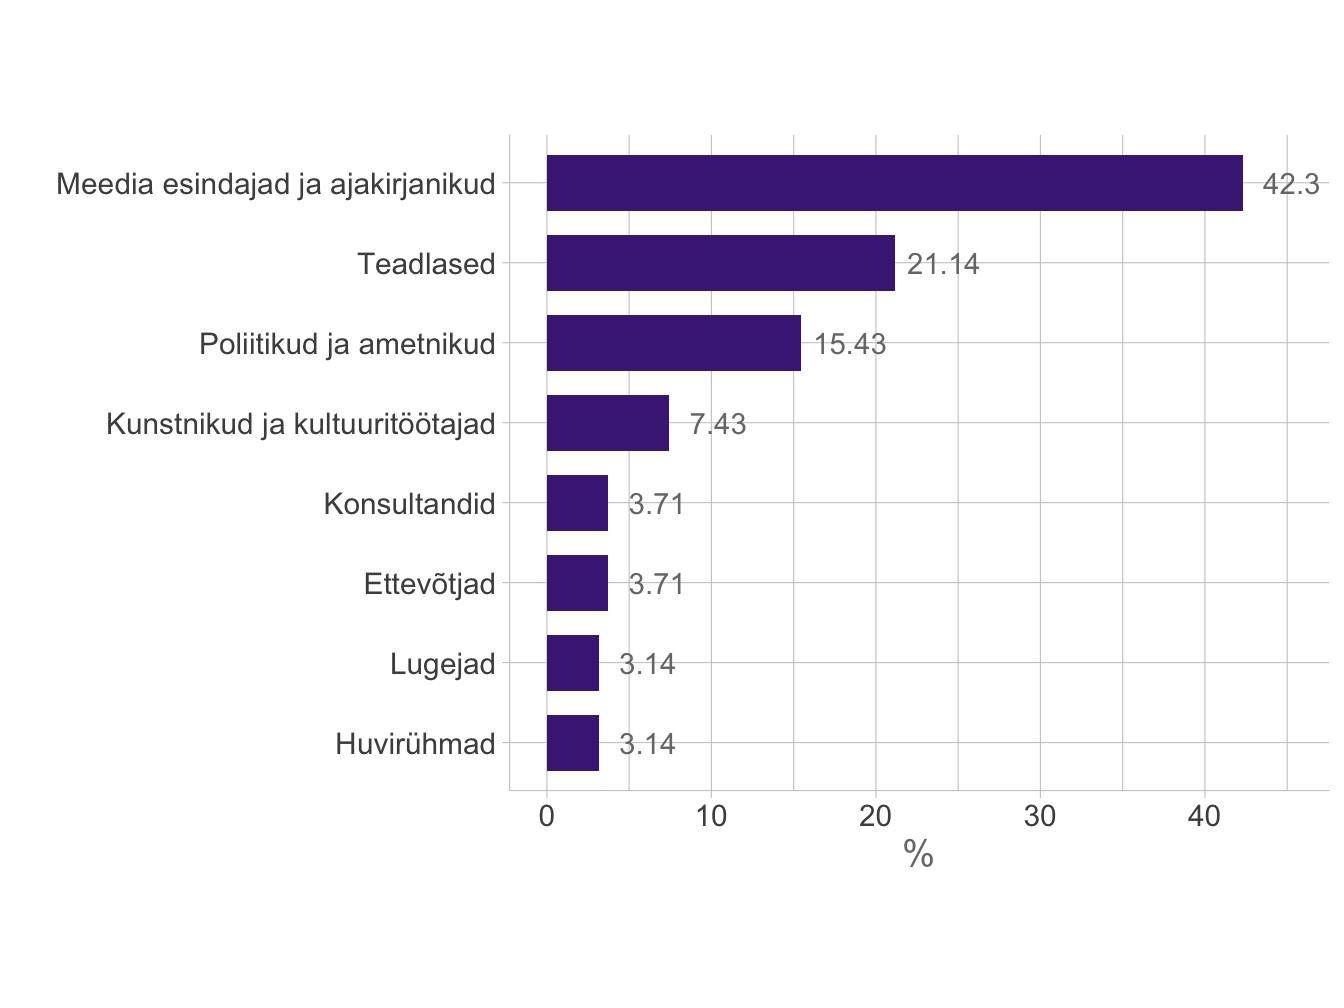 Meedia esindajad ja ajakirjanikud 42.3
Teadlased 21.14
Poliitikud ja ametnikud 15.43
Kunstnikud ja kultuuritöötajad 7.43
Konsultandid 3.71
Ettevõtjad 3.71
Lugejad 3.14
Huvirühmad 3.14
0 10 20 30 40
%